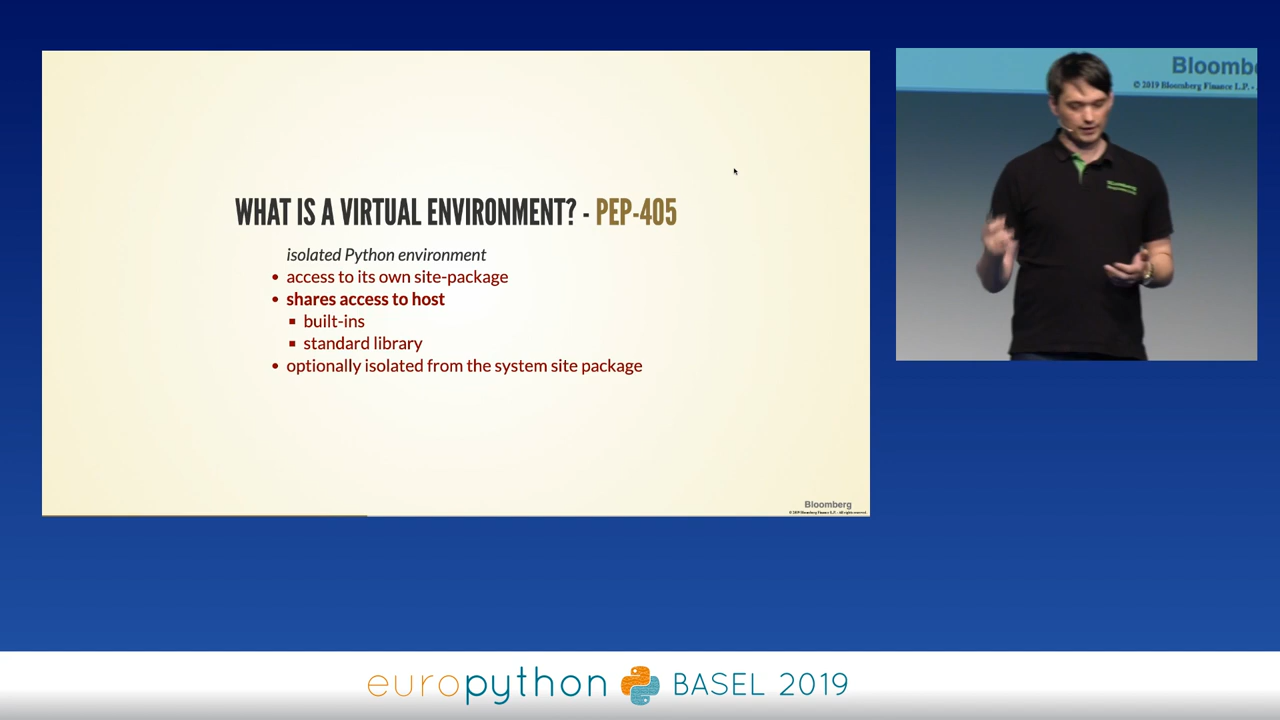 WHAT IS A VIRTUAL ENVIRONMENT? - PEP-405
isolated Python environment
• access to its own site-package
• shares access to host
▪ built-ins
▪ standard library
• optionally isolated from the system site package
Bloomberg
© 2019 Bloomberg Finance L.P. - All rights reserved.
Bloombe
© 2019 Bloomberg Finance L.P. -
Bloomberg
europython BASEL 2019